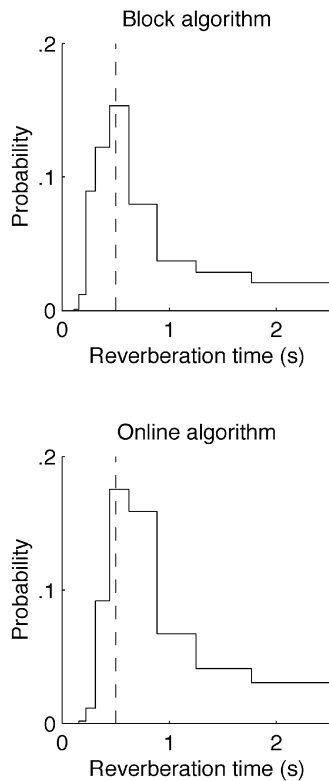 Block algorithm
.2
.1
0
Probability
0 1 2
Reverberation time (s)
Online algorithm
.2
.1
0
Probability
0 1 2
Reverberation time (s)